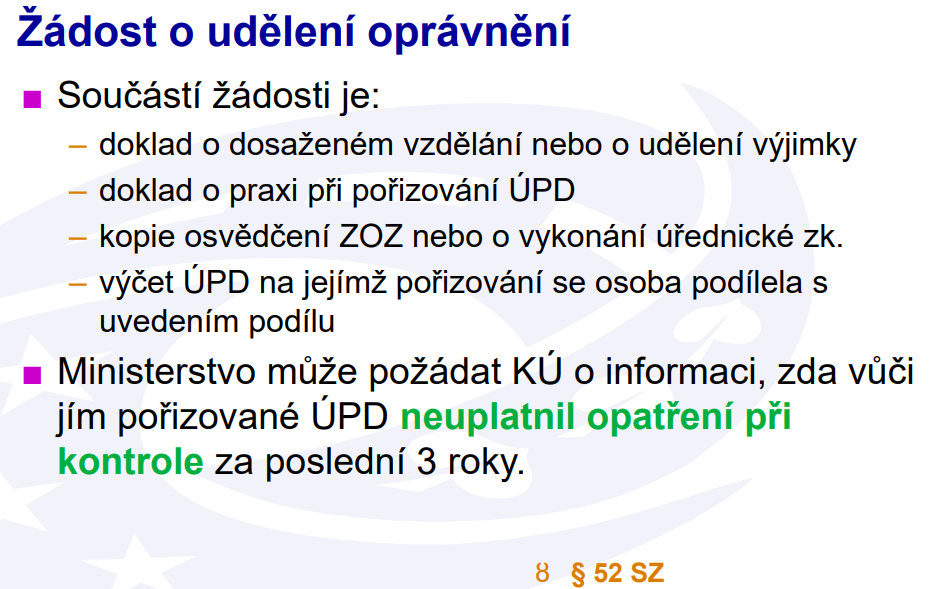 Žádost o udělení oprávnění
Součástí žádosti je:
– doklad o dosaženém vzdělání nebo o udělení výjimky
– doklad o praxi při pořizování ÚPD
– kopie osvědčení ZOZ nebo o vykonání úřednické zk.
– výčet ÚPD na jejímž pořizování se osoba podílela s
uvedením podílu
Ministerstvo může požádat KÚ o informaci, zda vůči
jím pořizované ÚPD neuplatnil opatření při
kontrole za poslední 3 roky.
8 § 52 SZ